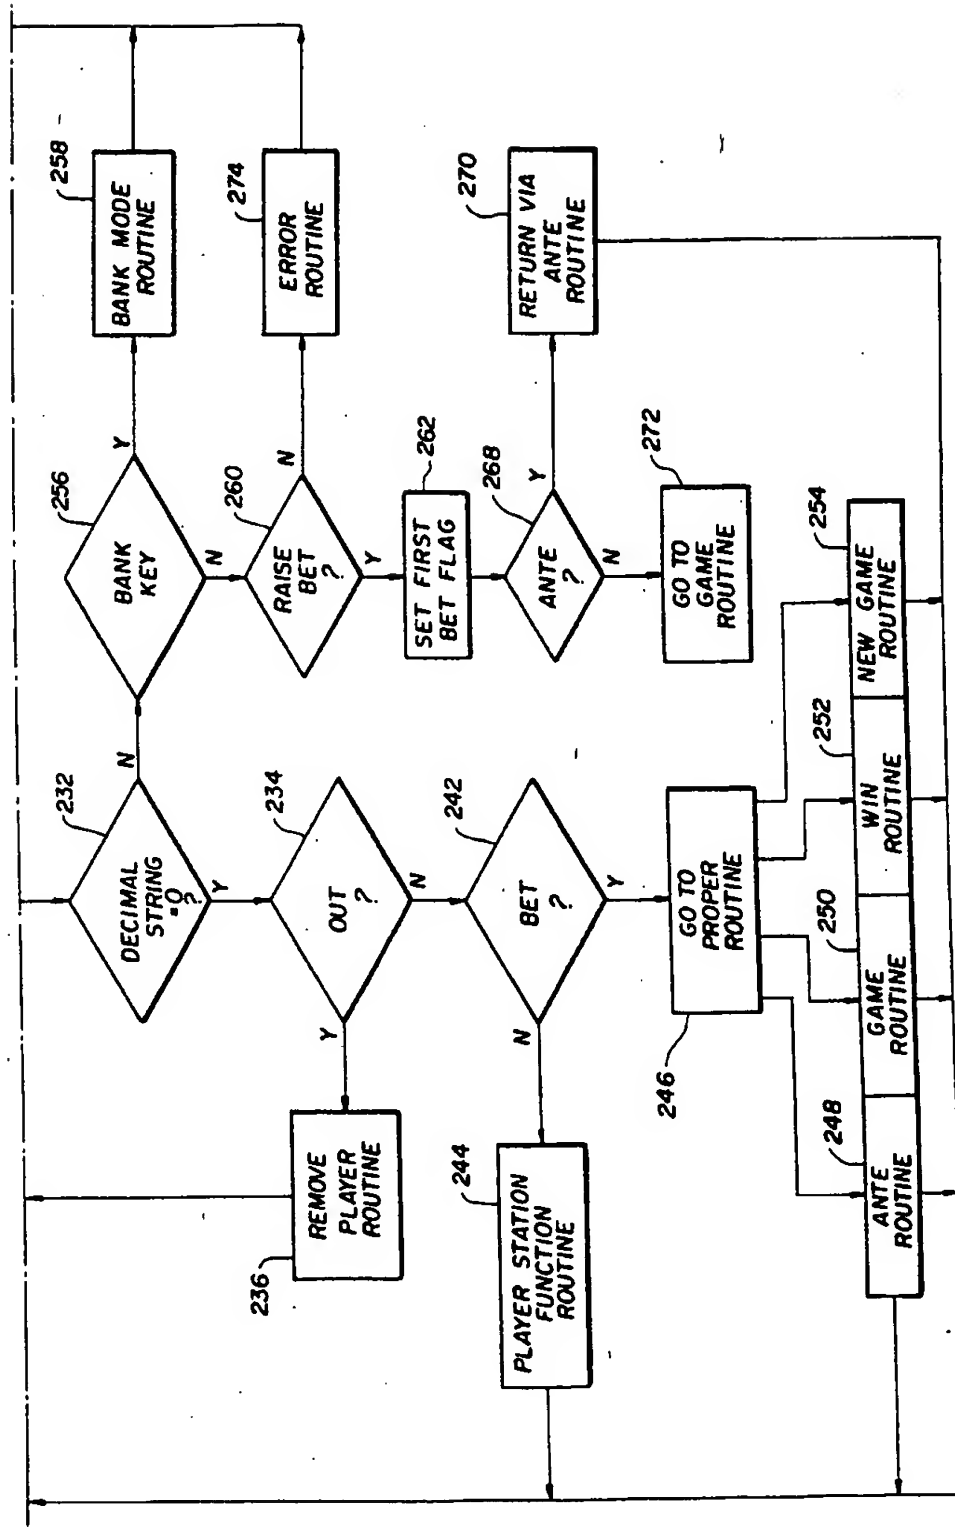 232
DECIMAL
STRING
=0
?
N
Y
256
BANK
KEY
Y
N
258
BANK MODE
ROUTINE
234
OUT
?
Y
N
236
REMOVE
PLAYER
ROUTINE
260
RAISE
BET
?
N
Y
274
ERROR
ROUTINE
262
SET FIRST
BET FLAG
242
BET
?
N
Y
244
PLAYER STATION
FUNCTION
ROUTINE
268
ANTE
?
Y
N
270
RETURN VIA
ANTE
ROUTINE
246
GO TO
PROPER
ROUTINE
272
GO TO
GAME
ROUTINE
248
ANTE
ROUTINE
250
GAME
ROUTINE
252
WIN
ROUTINE
254
NEW GAME
ROUTINE